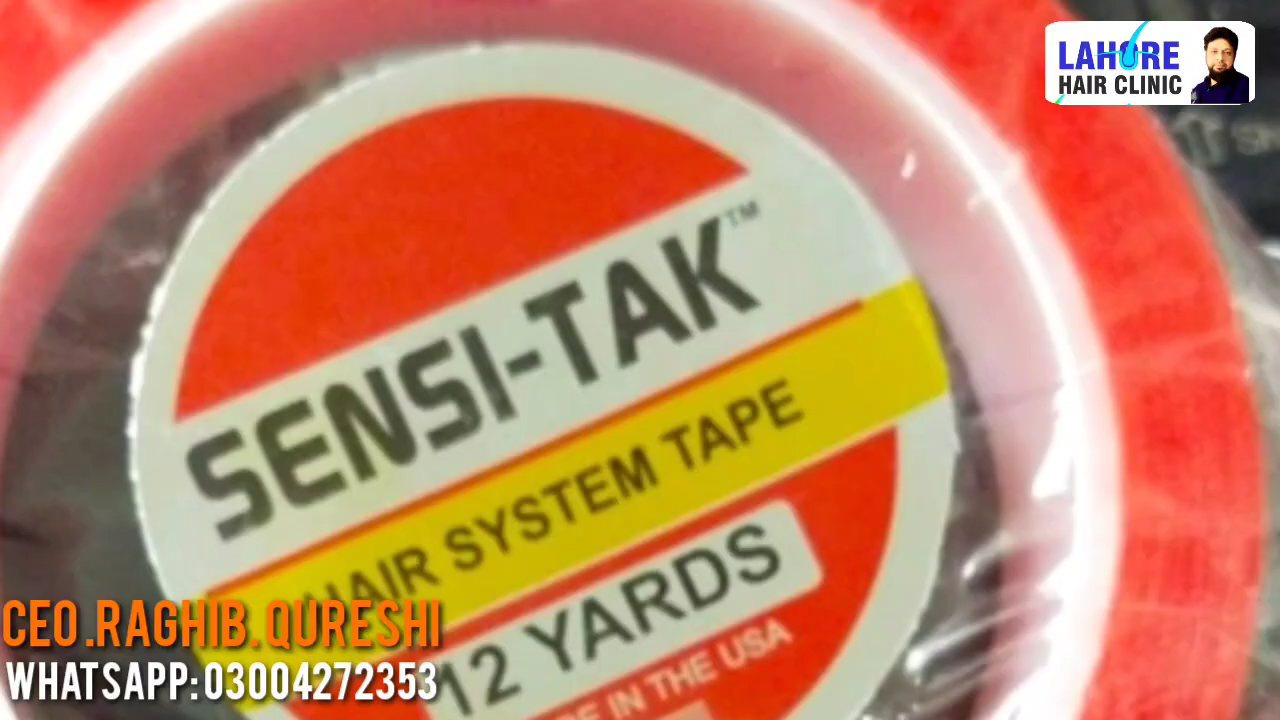 LAHORE
HAIR CLINIC
SENSI-TAK™
HAIR SYSTEM TAPE
12 YARDS
IN THE USA
CEO.RAGHIB.QURESHI
WHATSAPP:03004272353